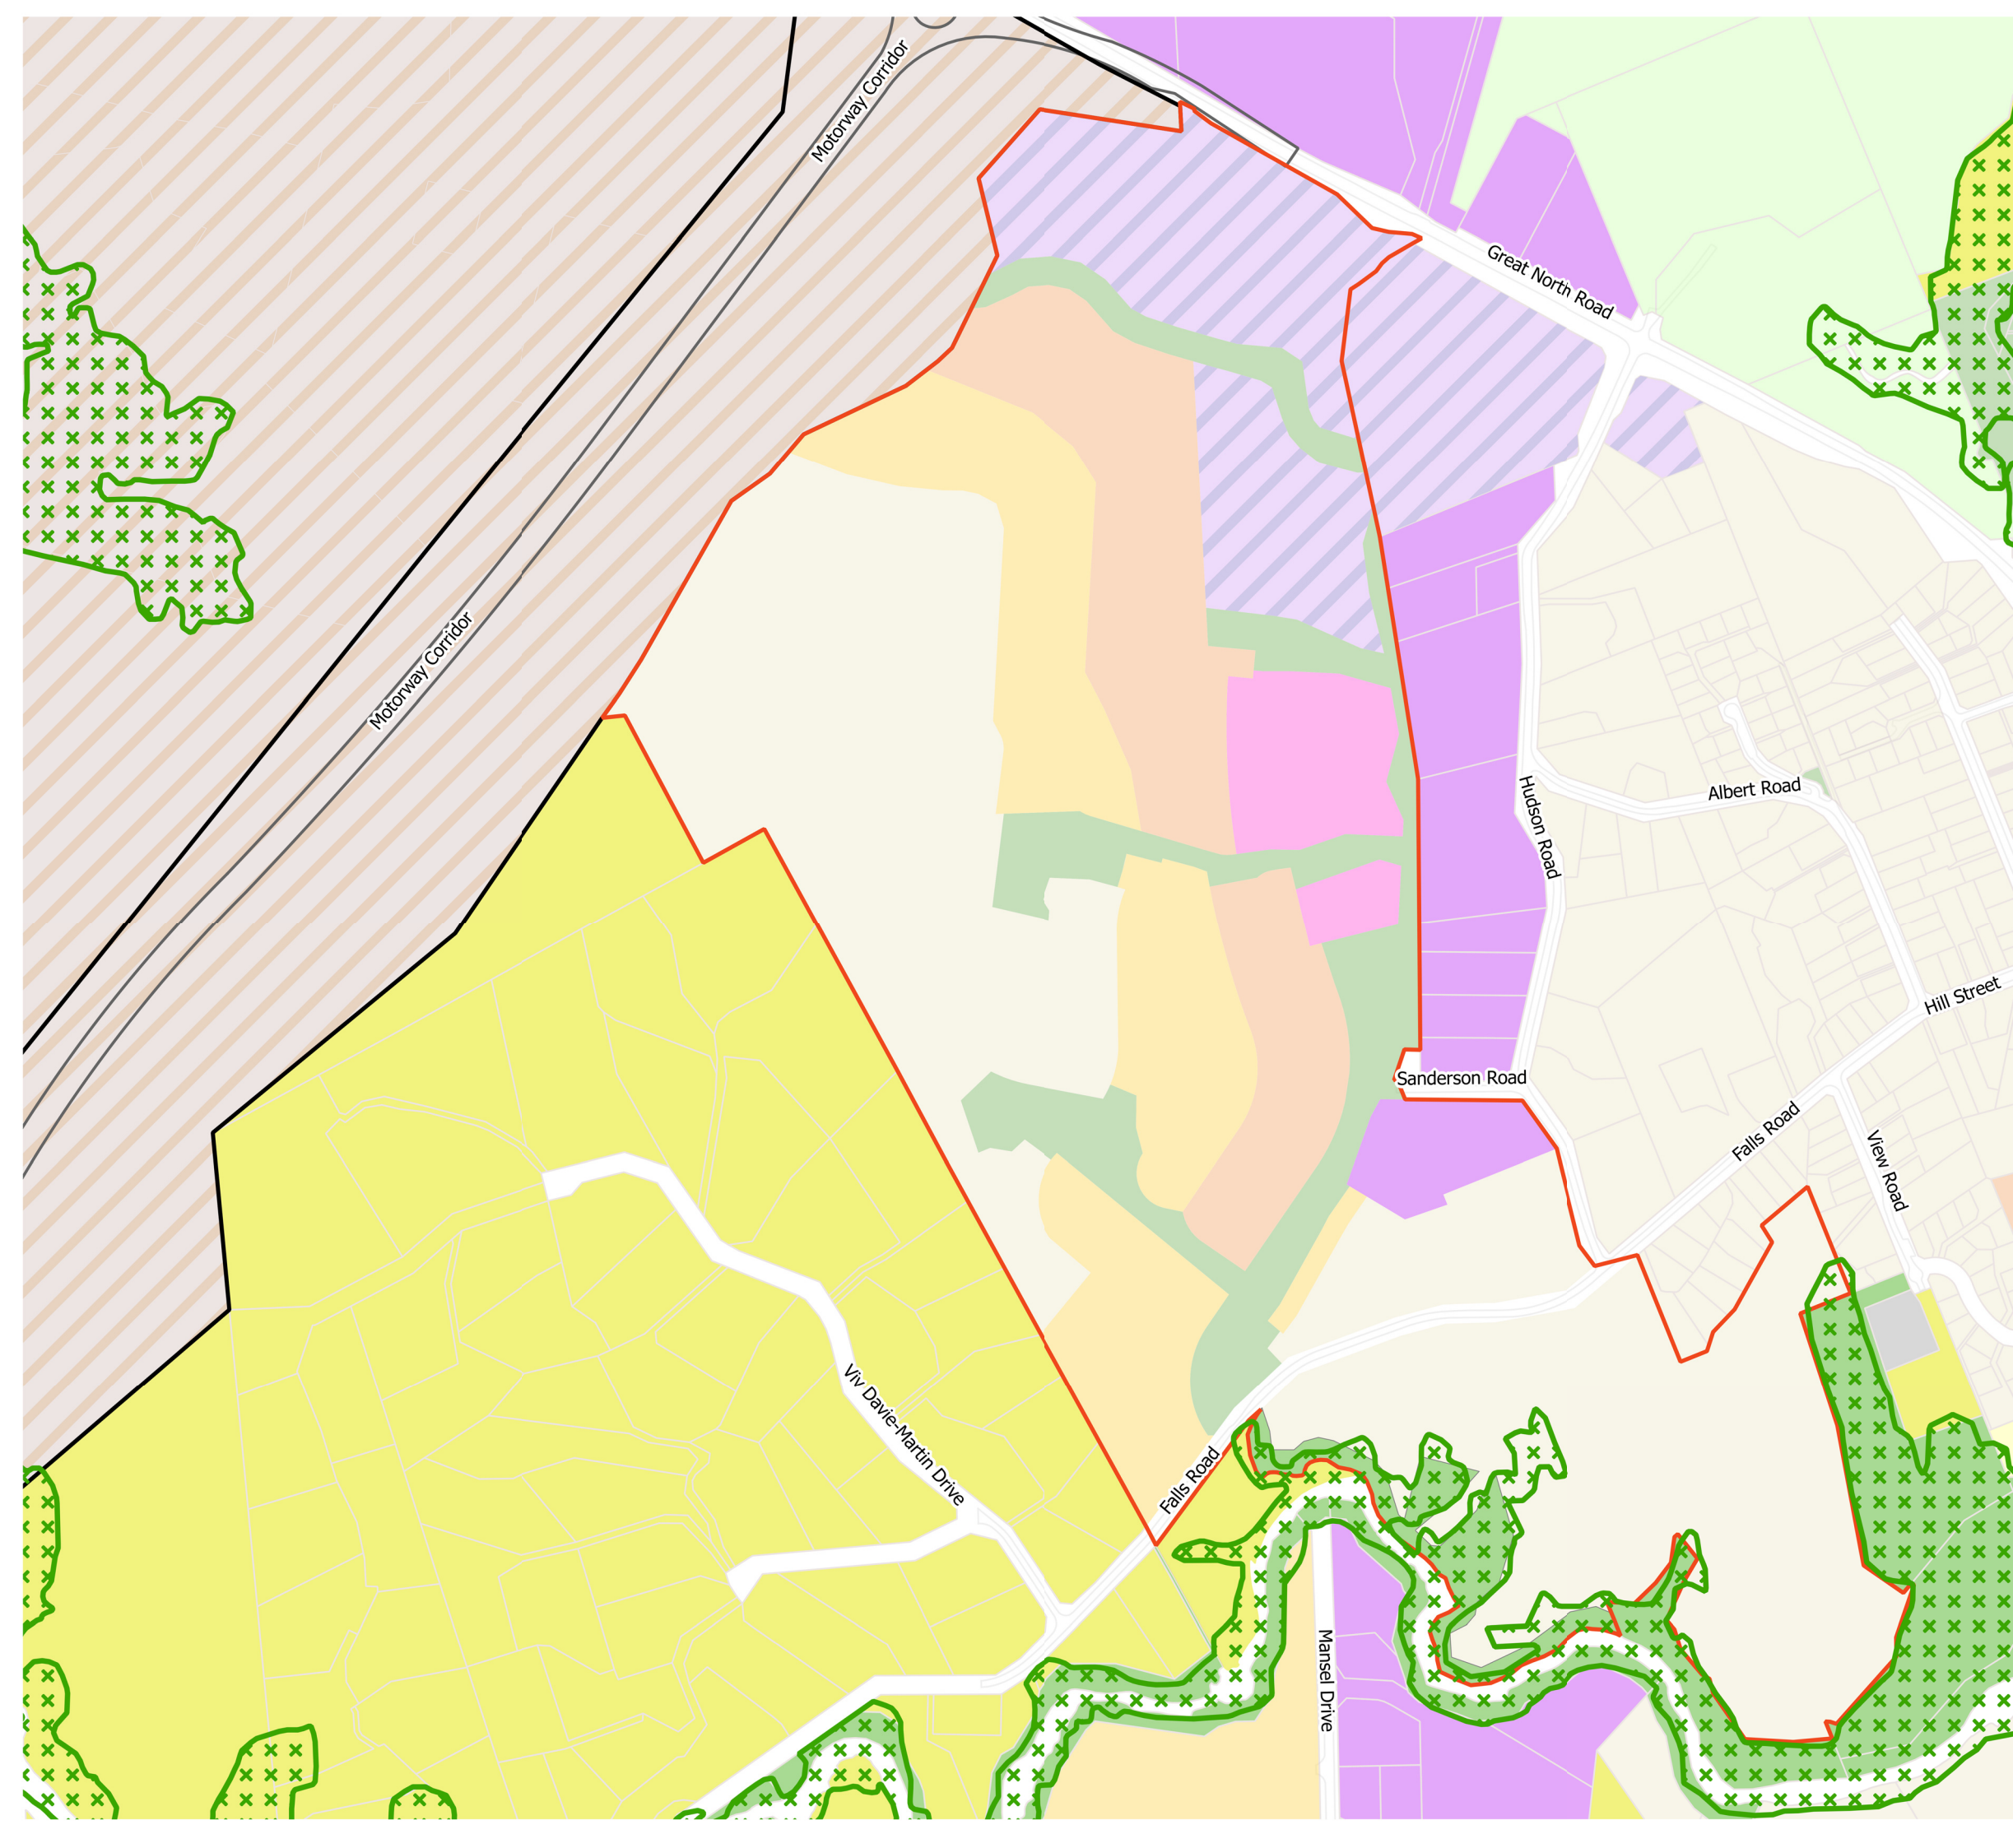 Motorway Corridor
Great North Road
Motorway Corridor
Albert Road
Hudson Road
Hill Street
Sanderson Road
Falls Road
View Road
Viv Davie-Martin Drive
Falls Road
Mansel Drive